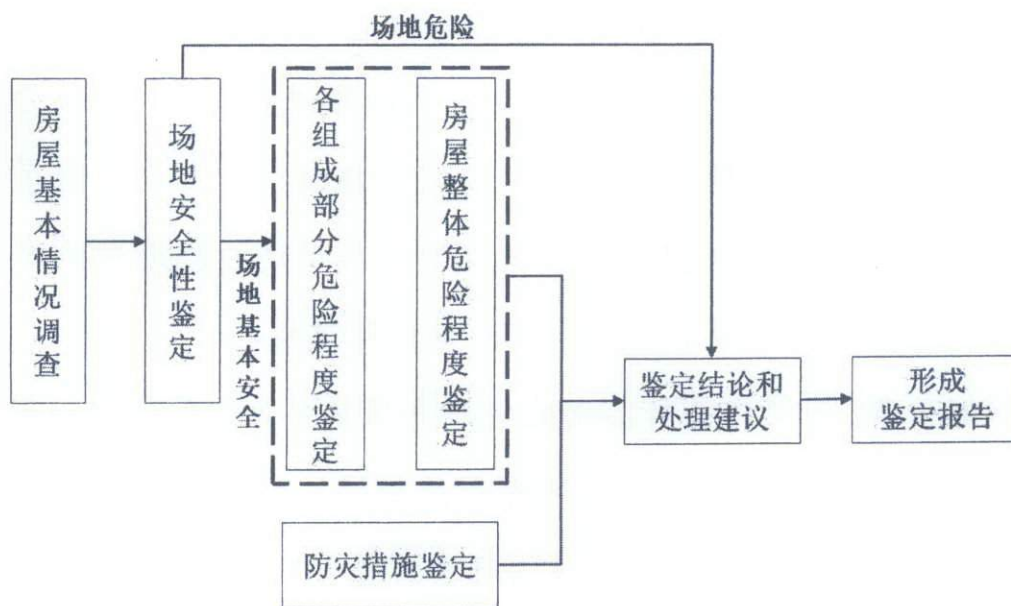 场地危险
房屋基本情况调查
场地安全性鉴定
场地基本安全
各组成部分危险程度鉴定
房屋整体危险程度鉴定
防灾措施鉴定
鉴定结论和
处理建议
形成
鉴定报告